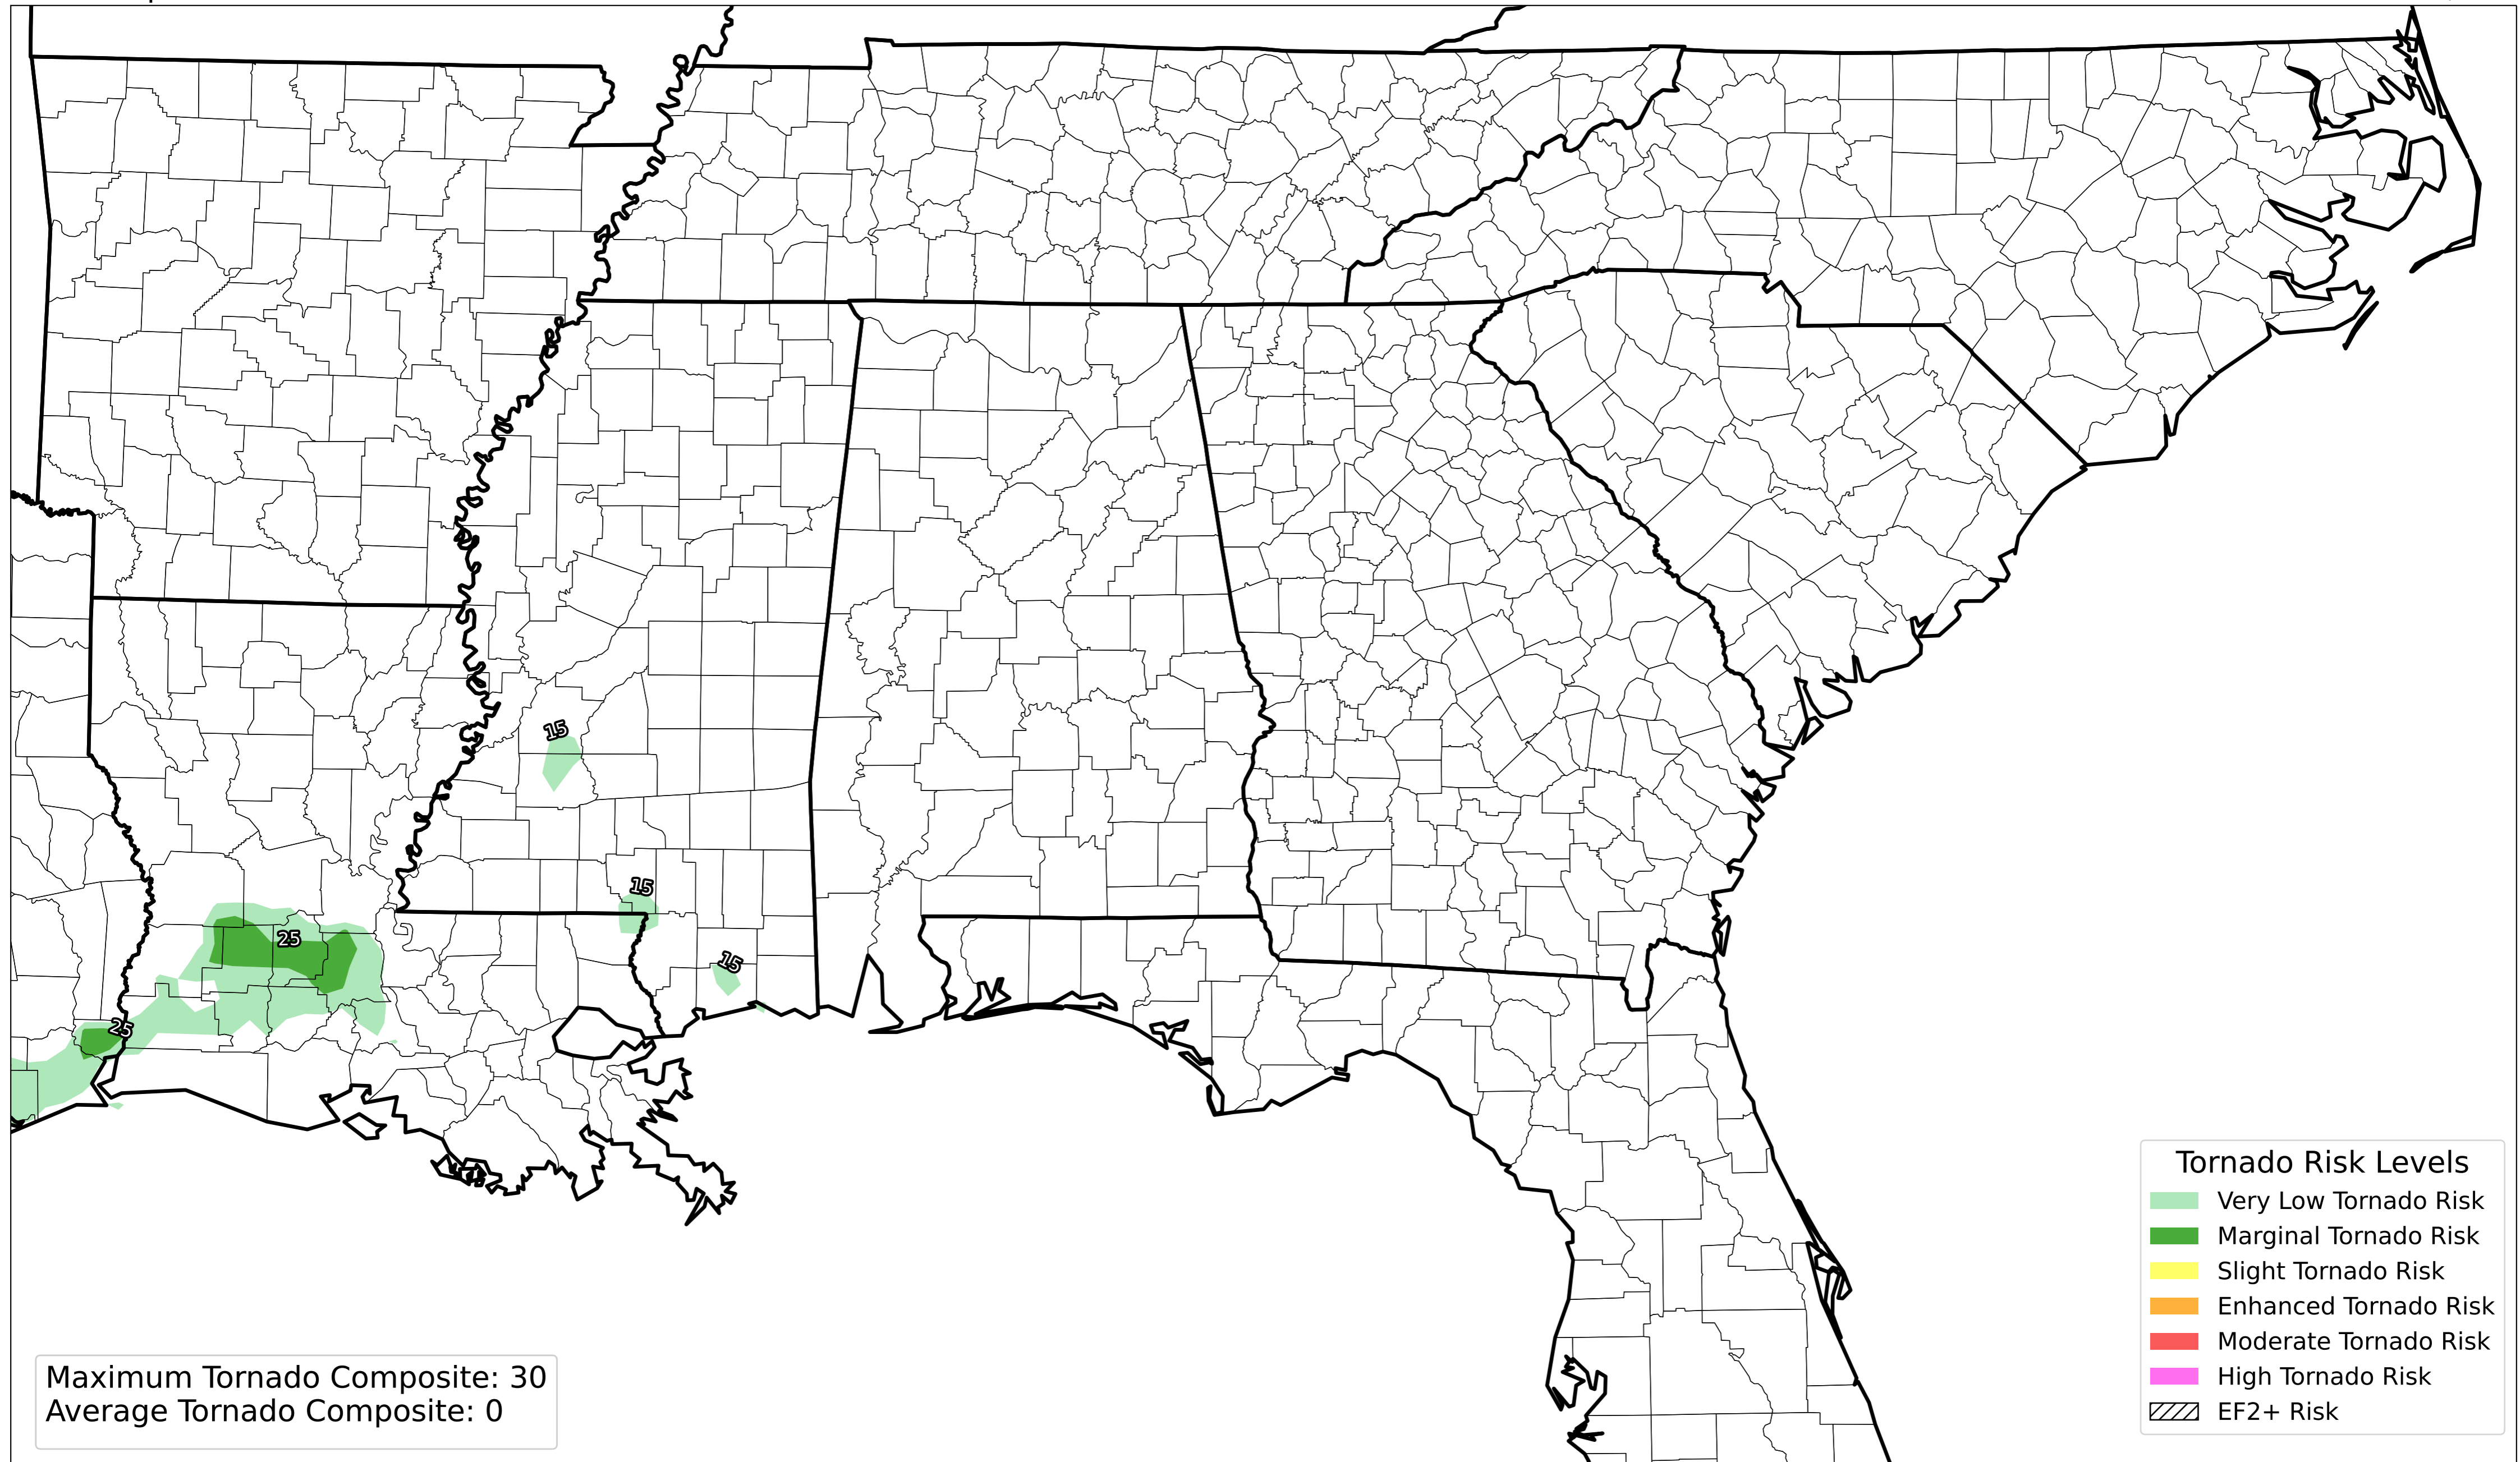 15
15
25
15
25
Tornado Risk Levels
Very Low Tornado Risk
Marginal Tornado Risk
Slight Tornado Risk
Enhanced Tornado Risk
Moderate Tornado Risk
High Tornado Risk
EF2+ Risk
Maximum Tornado Composite: 30
Average Tornado Composite: 0